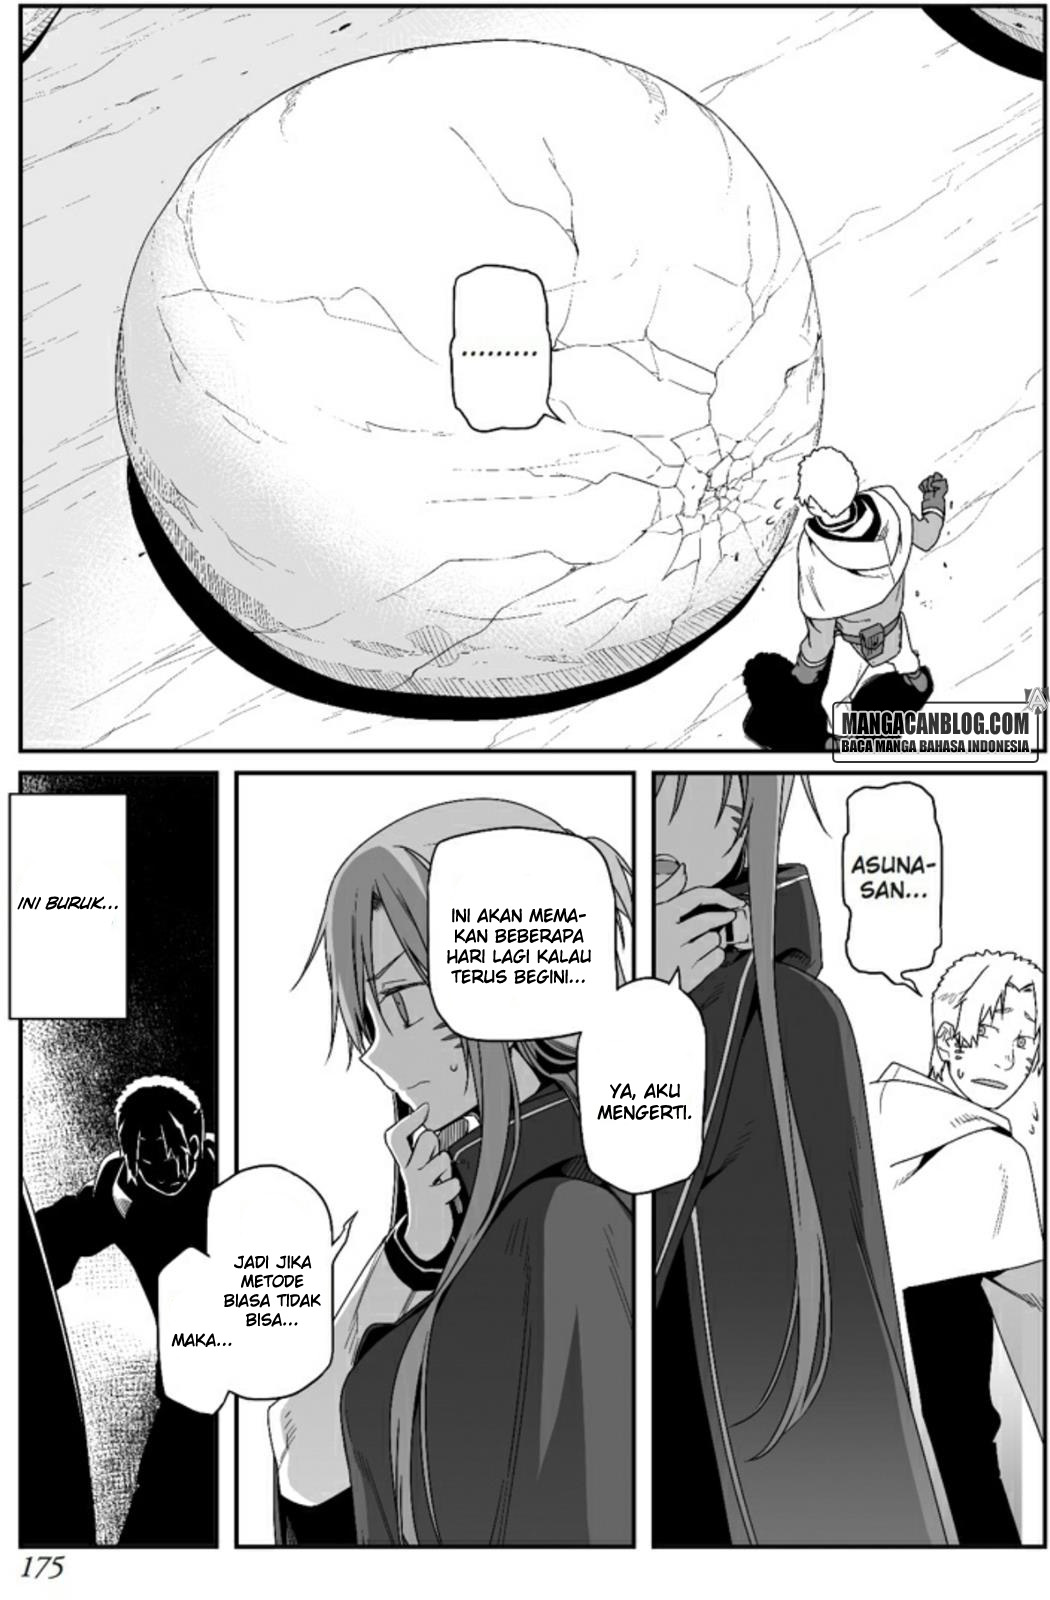 .........
MANGACANBLOG.COM
BACA MANGA BAHASA INDONESIA
ASUNA-
SAN...
INI AKAN MEMA-
KAN BEBERAPA
HARI LAGI KALAU
TERUS BEGINI...
YA, AKU
MENGERTI.
JADI JIKA
METODE
BIASA TIDAK
BISA...
MAKA...
INI BURUK...
175